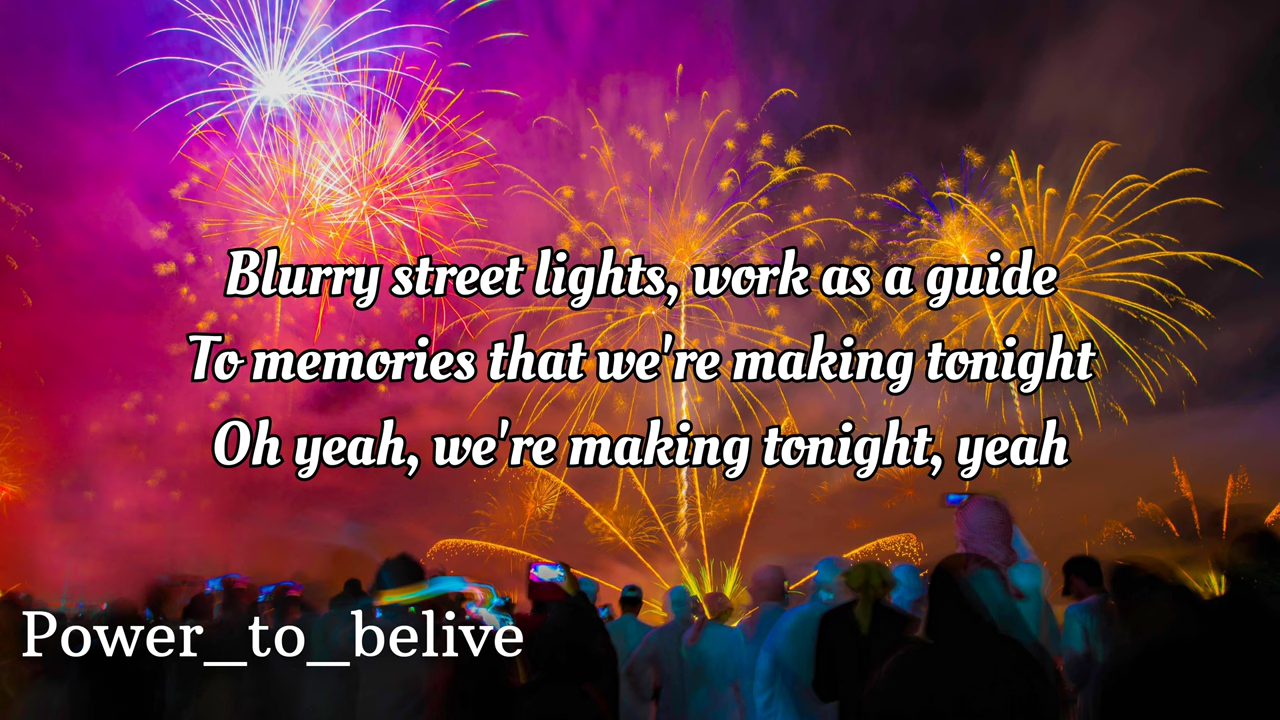 Blurry street lights, work as a guide
To memories that we're making tonight
Oh yeah, we're making tonight, yeah
Power_to_belive